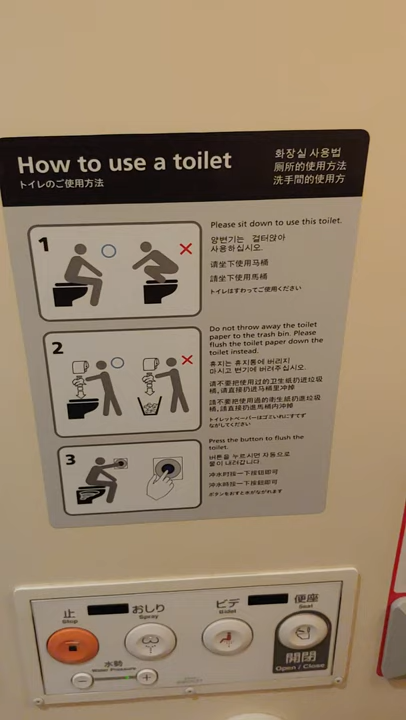 How to use a toilet
トイレのご使用方法
화장실 사용법
厕所的使用方法
洗手間的使用方
1
Please sit down to use this toilet.
양변기는 걸터앉아
사용하십시오.
请坐下使用马桶
請坐下使用馬桶
トイレはすわってご使用ください
2
Do not throw away the toilet
paper to the trash bin. Please
flush the toilet paper down the
toilet instead.
휴지는 휴지통에 버리지
마시고 변기에 버려주십시오.
请不要把使用过的卫生纸扔进垃圾
桶,请直接扔进马桶里冲掉
請不要把使用過的衛生紙扔進垃圾
桶,請直接扔進馬桶內沖掉
トイレットペーパーはゴミいれにすてず
ながしてください
3
Press the button to flush the
toilet.
버튼을 누르시면 자동으로
물이 내려갑니다
冲水时按一下按钮即可
沖水時按一下按鈕即可
ボタンをおすと水がながれます
止
Stop
おしり
Spray
ビデ
Bidet
便座
Seat
水勢
Water Pressure
－
＋
開閉
Open / Close